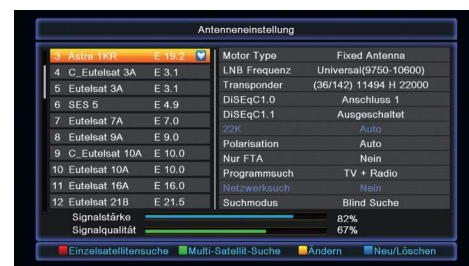 Antenneneinstellung
3 Astra 1KR E 19.2
4 C_Eutelsat 3A E 3.1
5 Eutelsat 3A E 3.1
6 SES 5 E 4.9
7 Eutelsat 7A E 7.0
8 Eutelsat 9A E 9.0
9 C_Eutelsat 10A E 10.0
10 Eutelsat 10A E 10.0
11 Eutelsat 16A E 16.0
12 Eutelsat 21B E 21.5
Motor Type Fixed Antenna
LNB Frequenz Universal(9750-10600)
Transponder (36/142) 11494 H 22000
DiSEqC1.0 Anschluss 1
DiSEqC1.1 Ausgeschaltet
22K Auto
Polarisation Auto
Nur FTA Nein
Programmsuch TV + Radio
Netzwerksuch Nein
Suchmodus Blind Suche
Signalstärke 82%
Signalqualität 67%
Einzelsatellitensuche Multi-Satellit-Suche Ändern Neu/Löschen